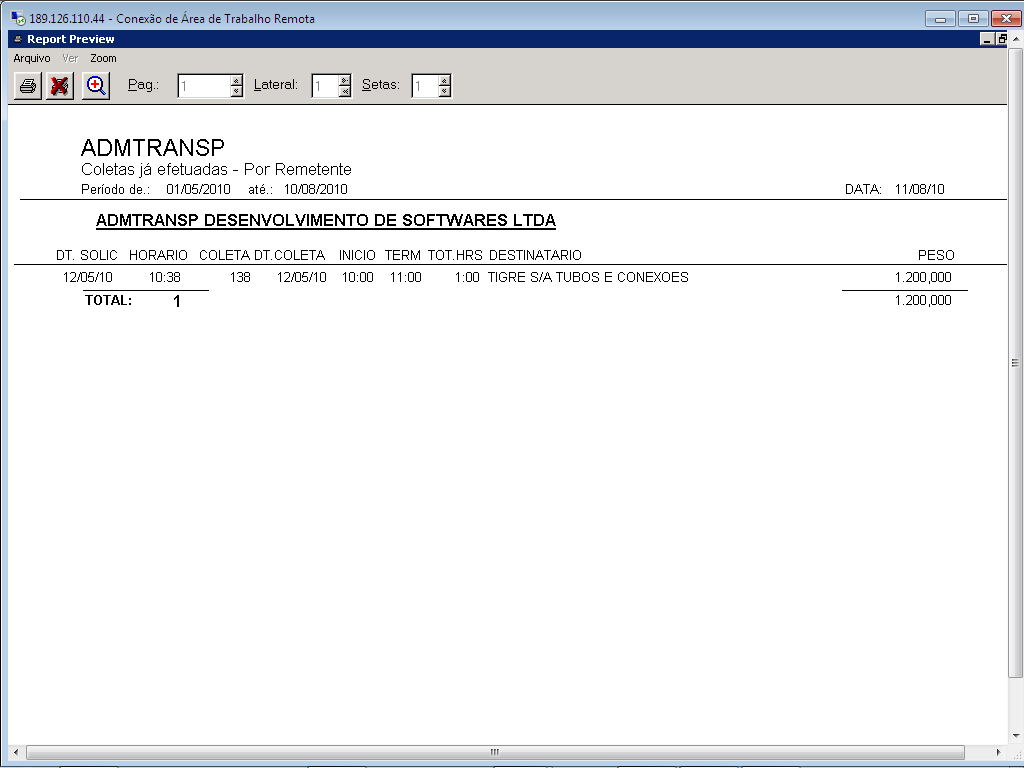 189.126.110.44 - Conexão de Área de Trabalho Remota
Report Preview
Arquivo Ver Zoom
Pag.: 1 Lateral: 1 Setas: 1
ADMTRANSP
Coletas já efetuadas - Por Remetente
Período de.: 01/05/2010 até.: 10/08/2010 DATA: 11/08/10
ADMTRANSP DESENVOLVIMENTO DE SOFTWARES LTDA
DT. SOLIC HORARIO COLETA DT.COLETA INICIO TERM TOT.HRS DESTINATARIO PESO
12/05/10 10:38 138 12/05/10 10:00 11:00 1:00 TIGRE S/A TUBOS E CONEXOES 1.200,000
TOTAL: 1 1.200,000